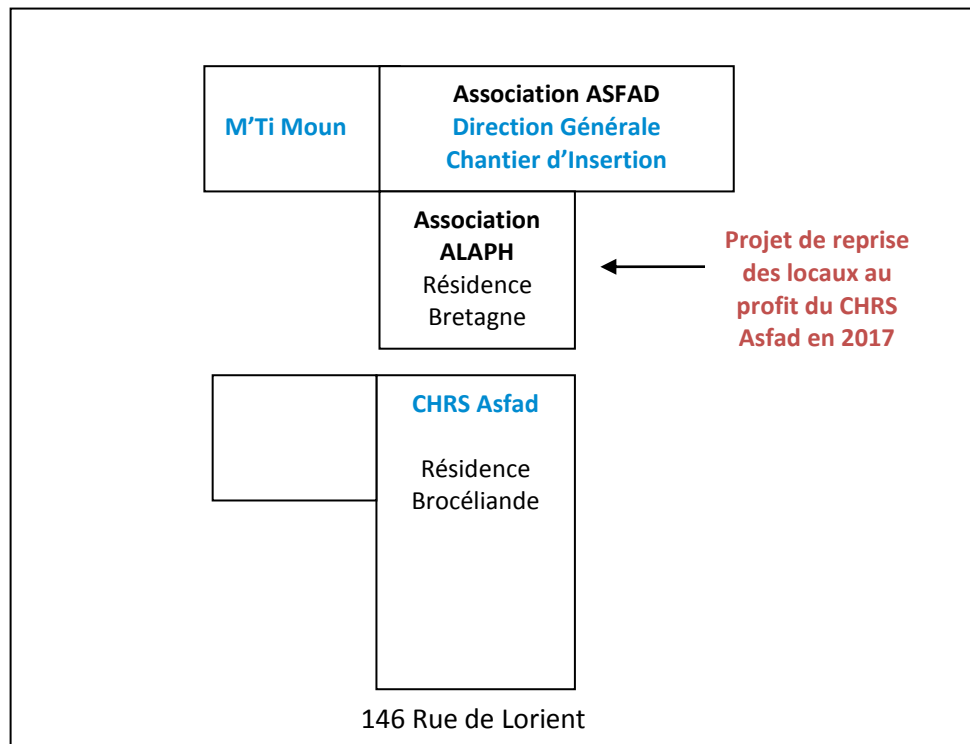 M’Ti Moun
Association ASFAD
Direction Générale
Chantier d’Insertion
Association
ALAPH
Résidence
Bretagne
Projet de reprise
des locaux au
profit du CHRS
Asfad en 2017
CHRS Asfad
Résidence
Brocéliande
146 Rue de Lorient